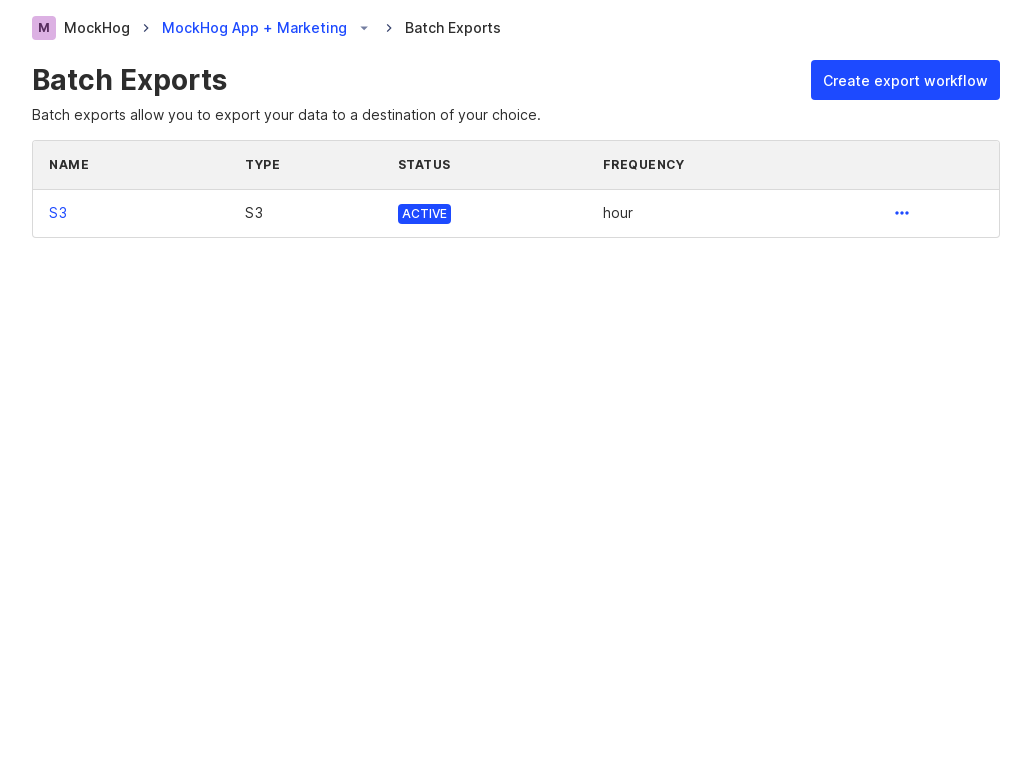 M MockHog MockHog App + Marketing Batch Exports
Batch Exports
Create export workflow
Batch exports allow you to export your data to a destination of your choice.
NAME TYPE STATUS FREQUENCY
S3 S3 ACTIVE hour